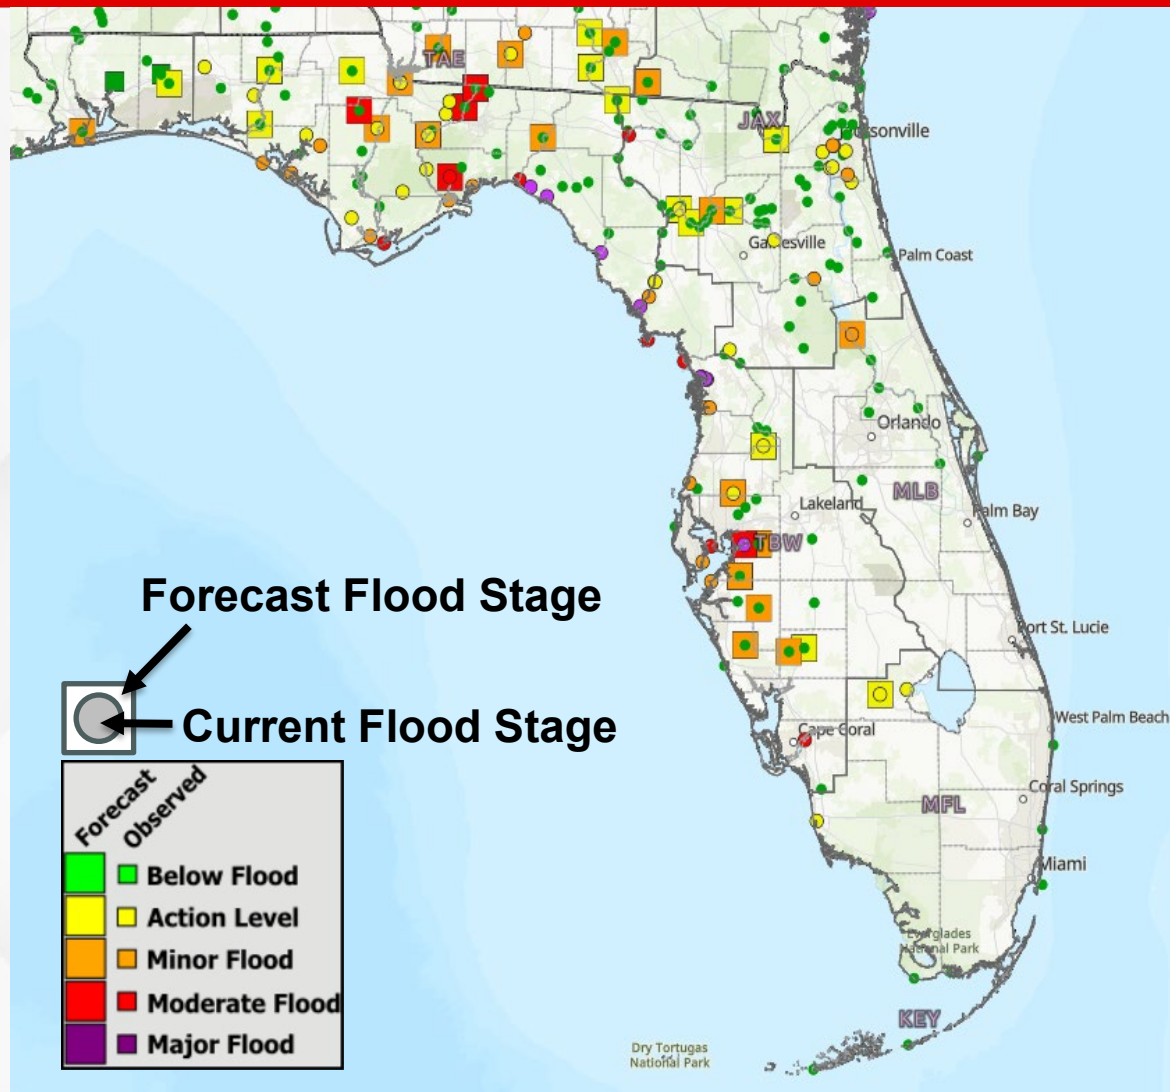 TAE
JAX
Gainesville
Palm Coast
Orlando
MLB
Lakeland
Palm Bay
TBW
Forecast Flood Stage
Port St. Lucie
Current Flood Stage
West Palm Beach
Cape Coral
Forecast
Observed
Coral Springs
MFL
Below Flood
Miami
Action Level
Everglades
National Park
Minor Flood
Moderate Flood
KEY
Major Flood
Dry Tortugas
National Park